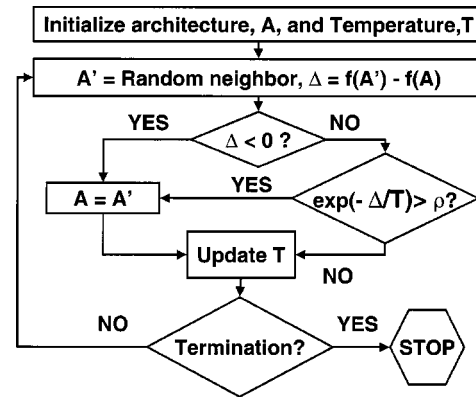 Initialize architecture, A, and Temperature,T
A' = Random neighbor, Δ = f(A') - f(A)
YES
NO
Δ < 0 ?
YES
A = A'
exp(- Δ/T)> ρ?
Update T
NO
NO
YES
Termination?
STOP